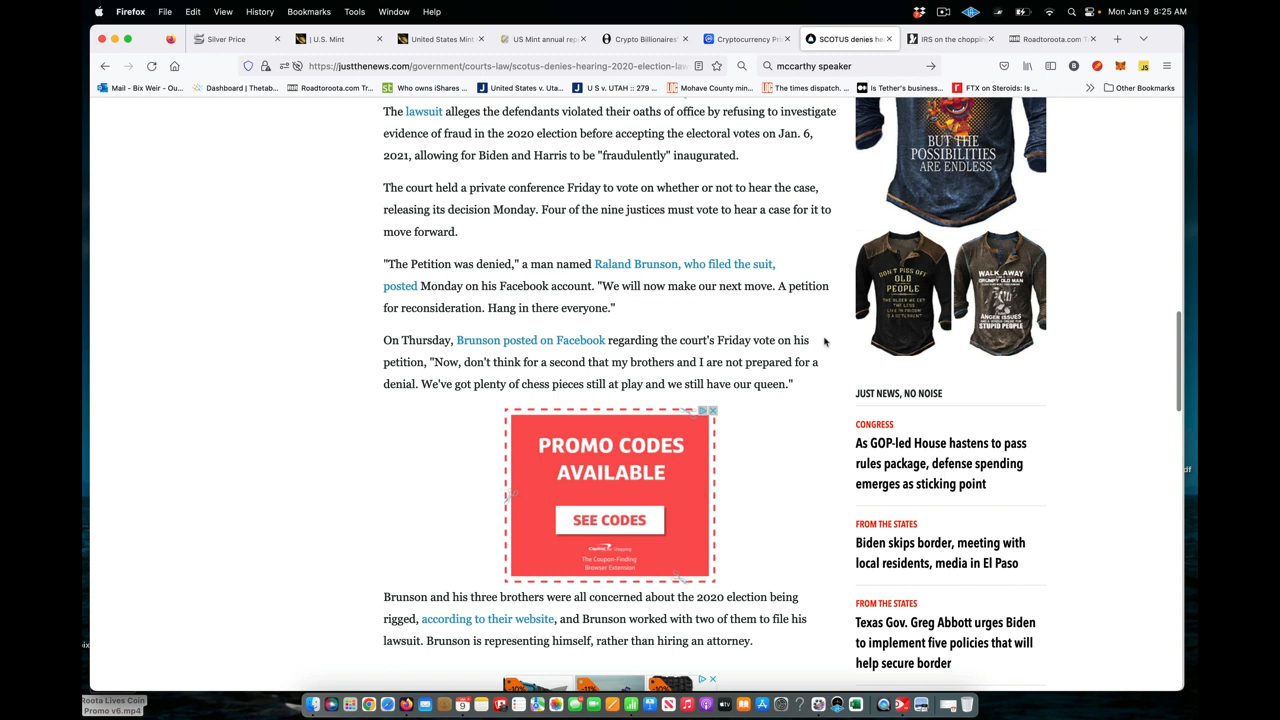 Firefox File Edit View History Bookmarks Tools Window Help Mon Jan 9 8:25 AM
Silver Price | U.S. Mint United States Mint US Mint annual rep Crypto Billionaires' Cryptocurrency Pri SCOTUS denies he IRS on the chopping Roadtoroota.com T
https://justthenews.com/government/courts-law/scotus-denies-hearing-2020-election-law mccarthy speaker
Mail - Bix Weir - Ou... Dashboard | Thetab... Roadtoroota.com Tr... Who owns iShares ... United States v. Uta... U S v. UTAH :: 279 ... Mohave County min... The times dispatch. ... Is Tether's business... FTX on Steroids: Is... Other Bookmarks
The lawsuit alleges the defendants violated their oaths of office by refusing to investigate
evidence of fraud in the 2020 election before accepting the electoral votes on Jan. 6,
2021, allowing for Biden and Harris to be "fraudulently" inaugurated.
The court held a private conference Friday to vote on whether or not to hear the case,
releasing its decision Monday. Four of the nine justices must vote to hear a case for it to
move forward.
"The Petition was denied," a man named Raland Brunson, who filed the suit,
posted Monday on his Facebook account. "We will now make our next move. A petition
for reconsideration. Hang in there everyone."
On Thursday, Brunson posted on Facebook regarding the court's Friday vote on his
petition, "Now, don't think for a second that my brothers and I are not prepared for a
denial. We've got plenty of chess pieces still at play and we still have our queen."
PROMO CODES
AVAILABLE
SEE CODES
Capital One Shopping
The Coupon-Finding
Browser Extension
Brunson and his three brothers were all concerned about the 2020 election being
rigged, according to their website, and Brunson worked with two of them to file his
lawsuit. Brunson is representing himself, rather than hiring an attorney.
-10% -17% -10%
BUT THE
POSSIBILITIES
ARE ENDLESS
DON'T PISS OFF
OLD
PEOPLE
THE OLDER WE GET
THE LESS
LIFE IN PRISON
IS A DETERRENT
WALK AWAY
GRUMPY OLD MAN
ANGER ISSUES
STUPID PEOPLE
JUST NEWS, NO NOISE
CONGRESS
As GOP-led House hastens to pass
rules package, defense spending
emerges as sticking point
FROM THE STATES
Biden skips border, meeting with
local residents, media in El Paso
FROM THE STATES
Texas Gov. Greg Abbott urges Biden
to implement five policies that will
help secure border
df
Roota Lives Coin
Promo v6.mp4